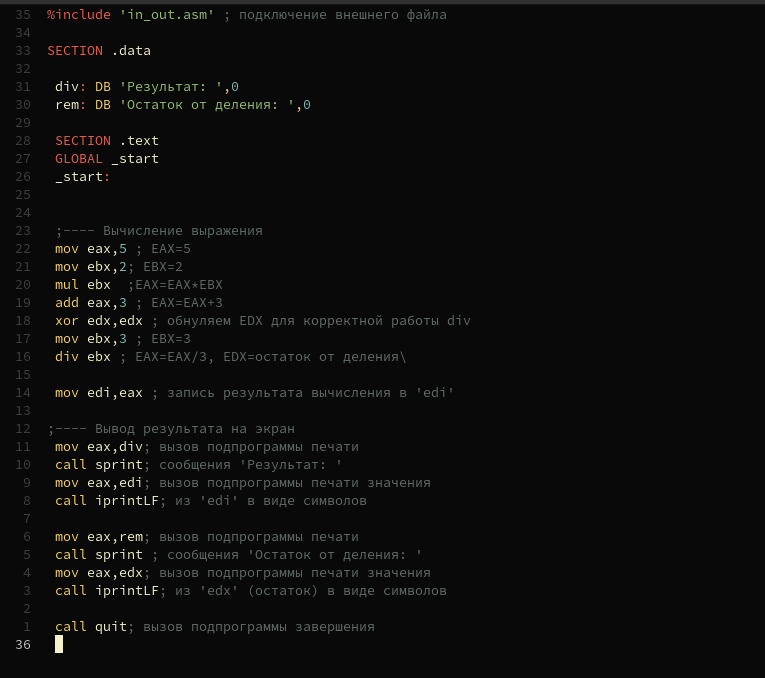 35 %include 'in_out.asm' ; подключение внешнего файла
34
33 SECTION .data
32
31  div: DB 'Результат: ',0
30  rem: DB 'Остаток от деления: ',0
29
28  SECTION .text
27  GLOBAL _start
26  _start:
25
24
23  ;---- Вычисление выражения
22  mov eax,5 ; EAX=5
21  mov ebx,2; EBX=2
20  mul ebx  ;EAX=EAX*EBX
19  add eax,3 ; EAX=EAX+3
18  xor edx,edx ; обнуляем EDX для корректной работы div
17  mov ebx,3 ; EBX=3
16  div ebx ; EAX=EAX/3, EDX=остаток от деления\
15
14  mov edi,eax ; запись результата вычисления в 'edi'
13
12 ;---- Вывод результата на экран
11  mov eax,div; вызов подпрограммы печати
10  call sprint; сообщения 'Результат: '
9  mov eax,edi; вызов подпрограммы печати значения
8  call iprintLF; из 'edi' в виде символов
7
6  mov eax,rem; вызов подпрограммы печати
5  call sprint ; сообщения 'Остаток от деления: '
4  mov eax,edx; вызов подпрограммы печати значения
3  call iprintLF; из 'edx' (остаток) в виде символов
2
1  call quit; вызов подпрограммы завершения
36